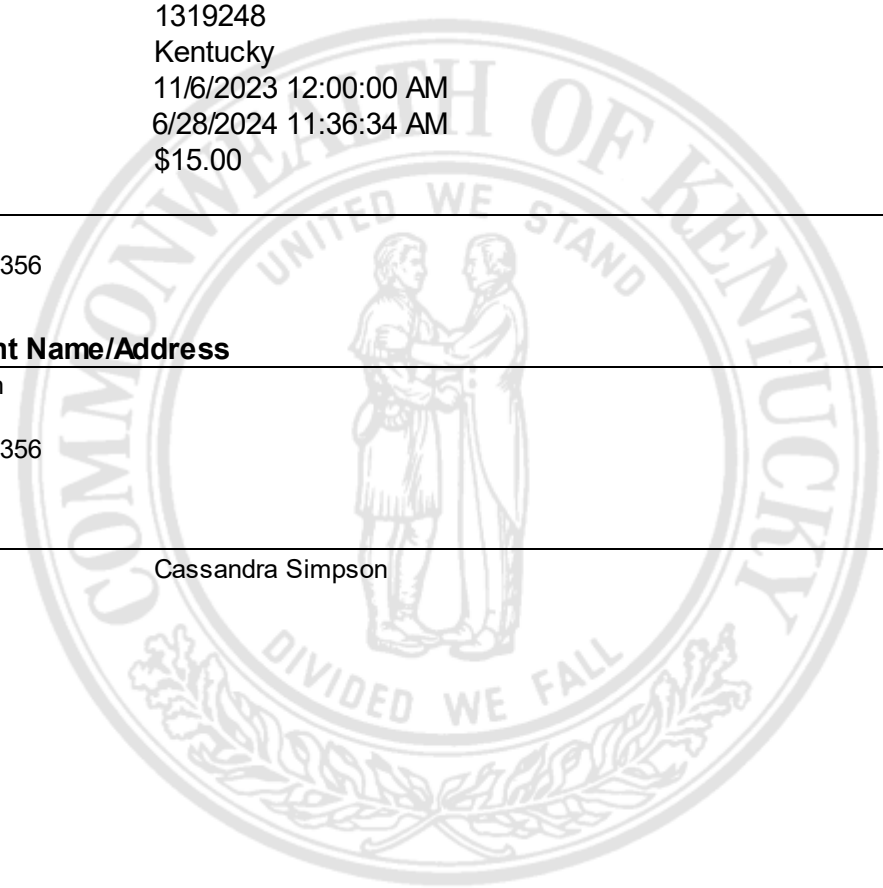 1319248
Kentucky
11/6/2023 12:00:00 AM
6/28/2024 11:36:34 AM
$15.00
356
nt Name/Address
n
356
Cassandra Simpson
COMMONWEALTH OF KENTUCKY
UNITED WE STAND
DIVIDED WE FALL